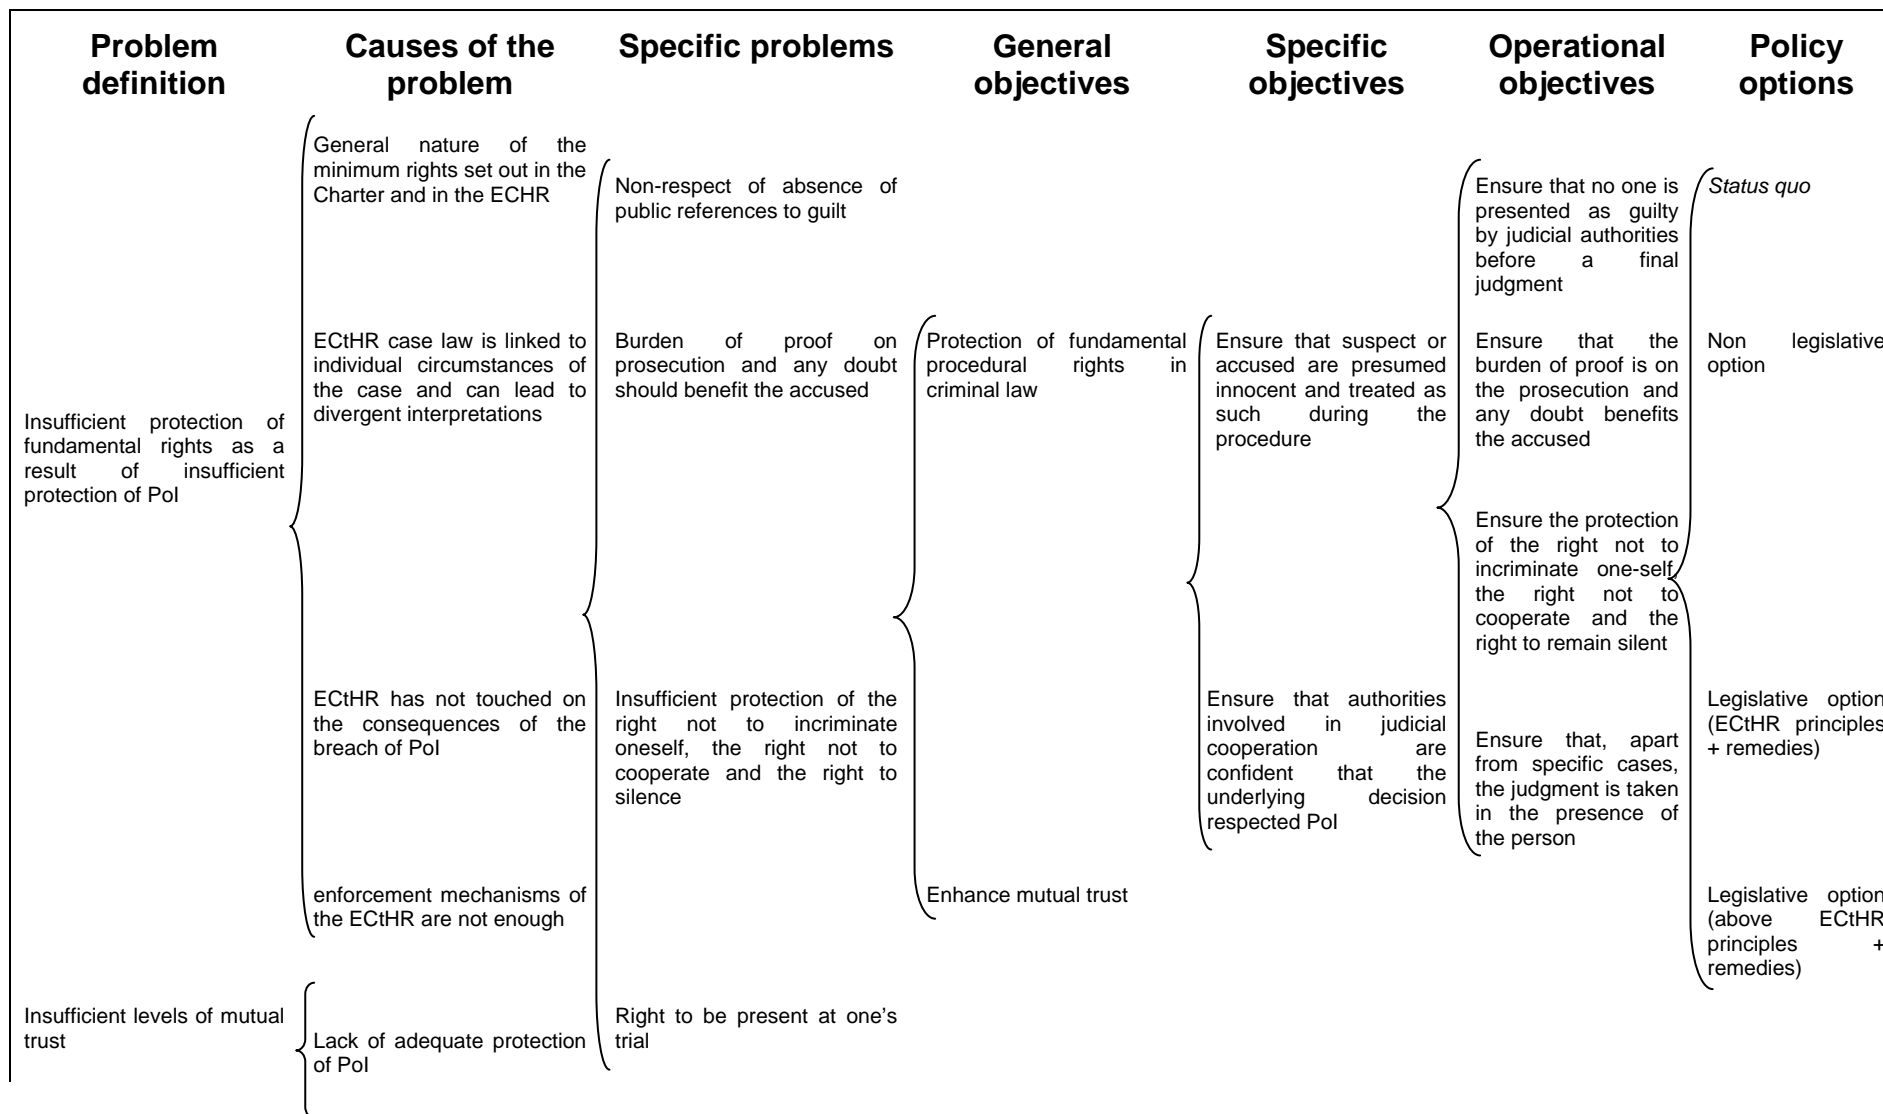 Problem
definition
Causes of the
problem
Specific problems
General
objectives
Specific
objectives
Operational
objectives
Policy
options
Insufficient protection of
fundamental rights as a
result of insufficient
protection of PoI
Insufficient levels of mutual
trust
General nature of the
minimum rights set out in the
Charter and in the ECHR
ECtHR case law is linked to
individual circumstances of
the case and can lead to
divergent interpretations
ECtHR has not touched on
the consequences of the
breach of PoI
enforcement mechanisms of
the ECtHR are not enough
Lack of adequate protection
of PoI
Non-respect of absence of
public references to guilt
Burden of proof on
prosecution and any doubt
should benefit the accused
Insufficient protection of the
right not to incriminate
oneself, the right not to
cooperate and the right to
silence
Right to be present at one's
trial
Protection of fundamental
procedural rights in
criminal law
Enhance mutual trust
Ensure that suspect or
accused are presumed
innocent and treated as
such during the
procedure
Ensure that authorities
involved in judicial
cooperation are
confident that the
underlying decision
respected PoI
Ensure that no one is
presented as guilty
by judicial authorities
before a final
judgment
Ensure that the
burden of proof is on
the prosecution and
any doubt benefits
the accused
Ensure the protection
of the right not to
incriminate one-self,
the right not to
cooperate and the
right to remain silent
Ensure that, apart
from specific cases,
the judgment is taken
in the presence of
the person
Status quo
Non legislative
option
Legislative option
(ECtHR principles
+ remedies)
Legislative option
(above ECtHR
principles +
remedies)